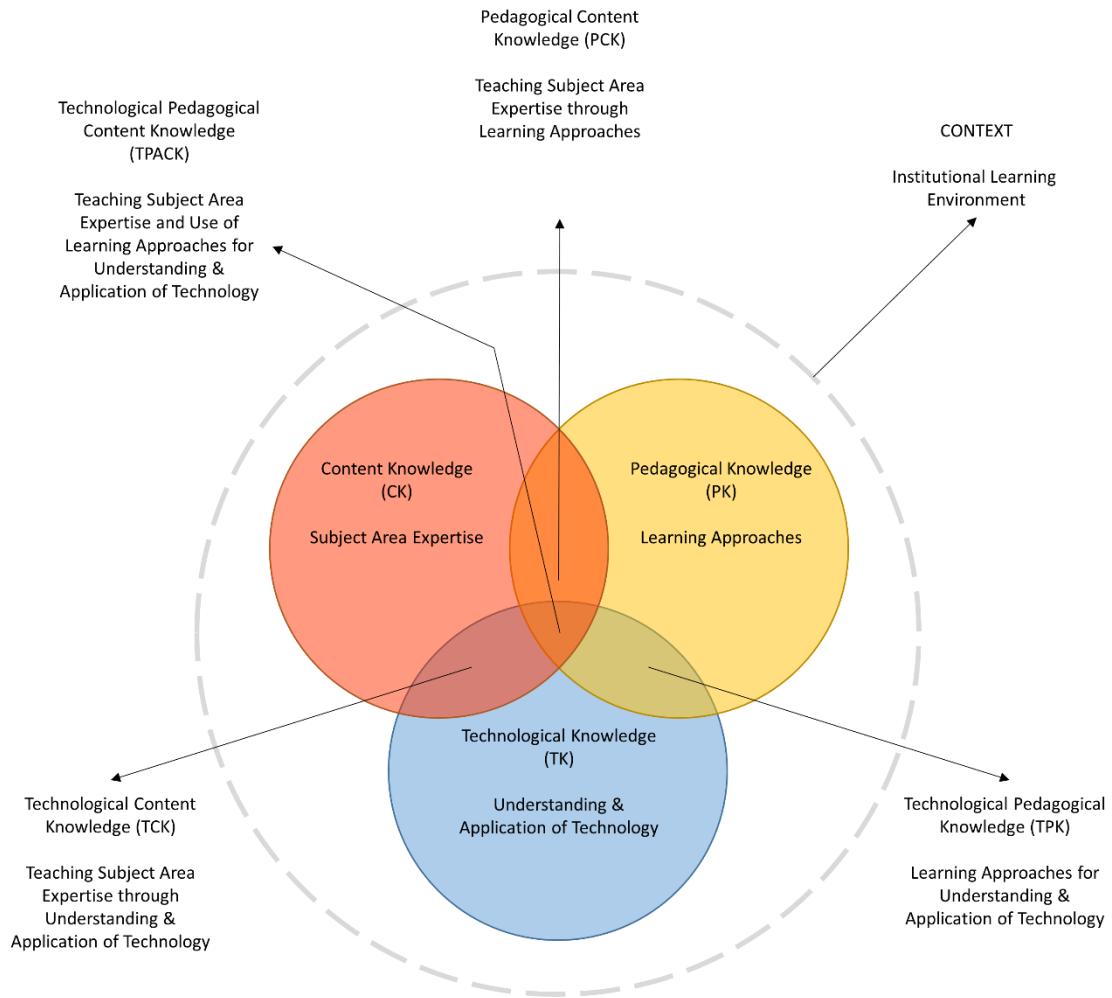 Pedagogical Content
Knowledge (PCK)
Teaching Subject Area
Expertise through
Learning Approaches
Technological Pedagogical
Content Knowledge
(TPACK)
Teaching Subject Area
Expertise and Use of
Learning Approaches for
Understanding &
Application of Technology
CONTEXT
Institutional Learning
Environment
Content Knowledge
(CK)
Subject Area Expertise
Pedagogical Knowledge
(PK)
Learning Approaches
Technological Knowledge
(TK)
Understanding &
Application of Technology
Technological Content
Knowledge (TCK)
Teaching Subject Area
Expertise through
Understanding &
Application of Technology
Technological Pedagogical
Knowledge (TPK)
Learning Approaches for
Understanding &
Application of Technology